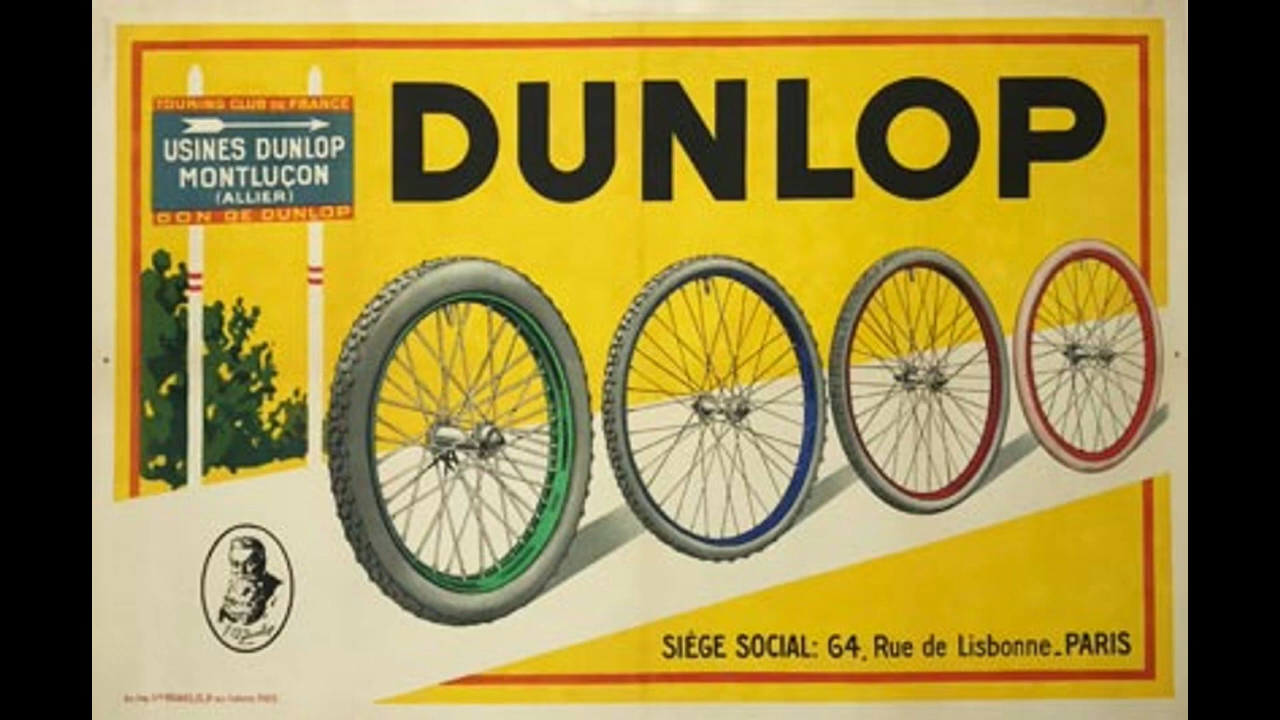 TOURING CLUB DE FRANCE
USINES DUNLOP
MONTLUÇON
(ALLIER)
DON DE DUNLOP
DUNLOP
SIÈGE SOCIAL: 64, Rue de Lisbonne_PARIS